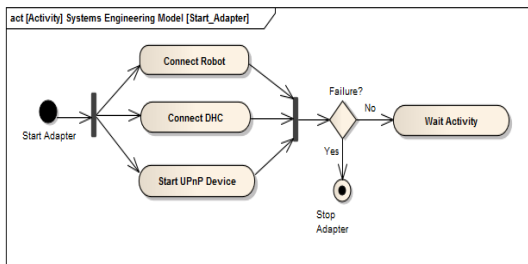 act [Activity] Systems Engineering Model [Start_Adapter]
Connect Robot
Failure?
Connect DHC
No
Wait Activity
Start Adapter
Yes
Start UPnP Device
Stop
Adapter